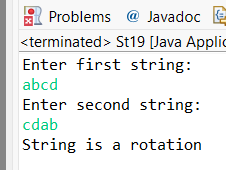 Problems @ Javadoc
<terminated> St19 [Java Applic
Enter first string:
abcd
Enter second string:
cdab
String is a rotation